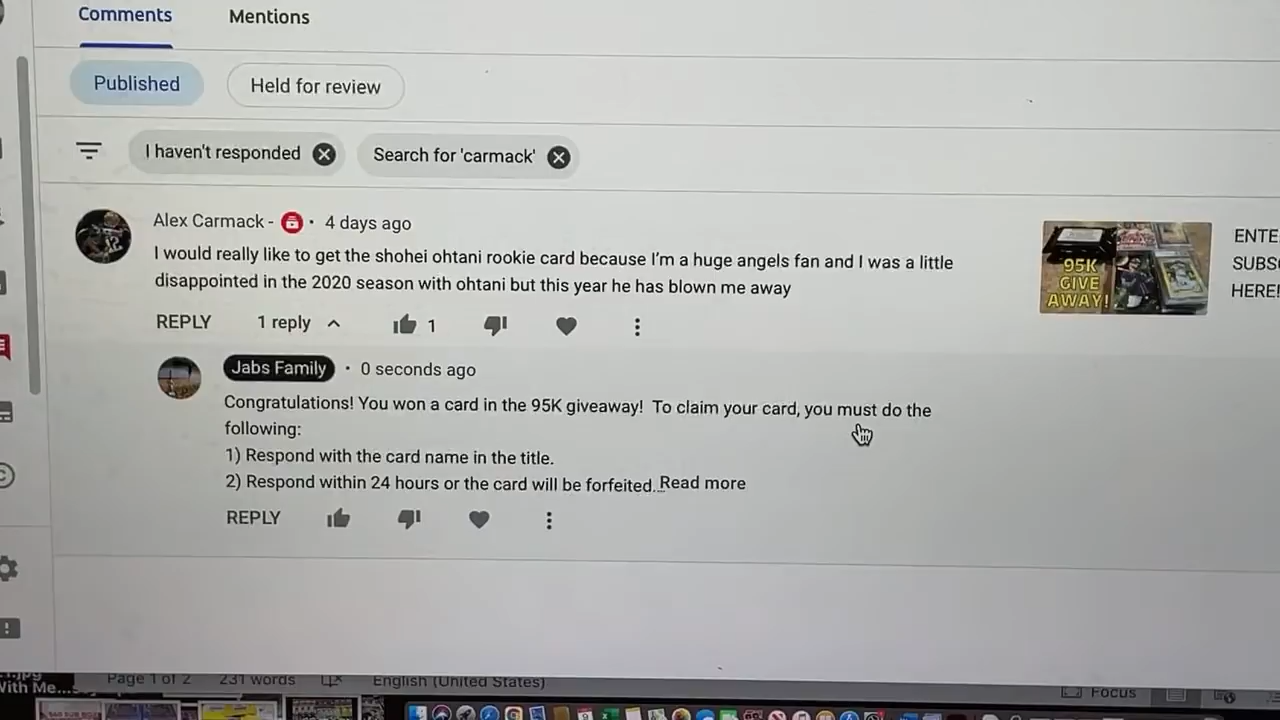 Comments
Mentions
Published
Held for review
I haven't responded
Search for 'carmack'
Alex Carmack - · 4 days ago
I would really like to get the shohei ohtani rookie card because I'm a huge angels fan and I was a little
disappointed in the 2020 season with ohtani but this year he has blown me away
REPLY 1 reply 1
95K
GIVE
AWAY!
ENTE
SUBS
HERE!
Jabs Family · 0 seconds ago
Congratulations! You won a card in the 95K giveaway! To claim your card, you must do the
following:
1) Respond with the card name in the title.
2) Respond within 24 hours or the card will be forfeited...Read more
REPLY
With Me...
Page 1 of 2 231 words English (United States)
Focus